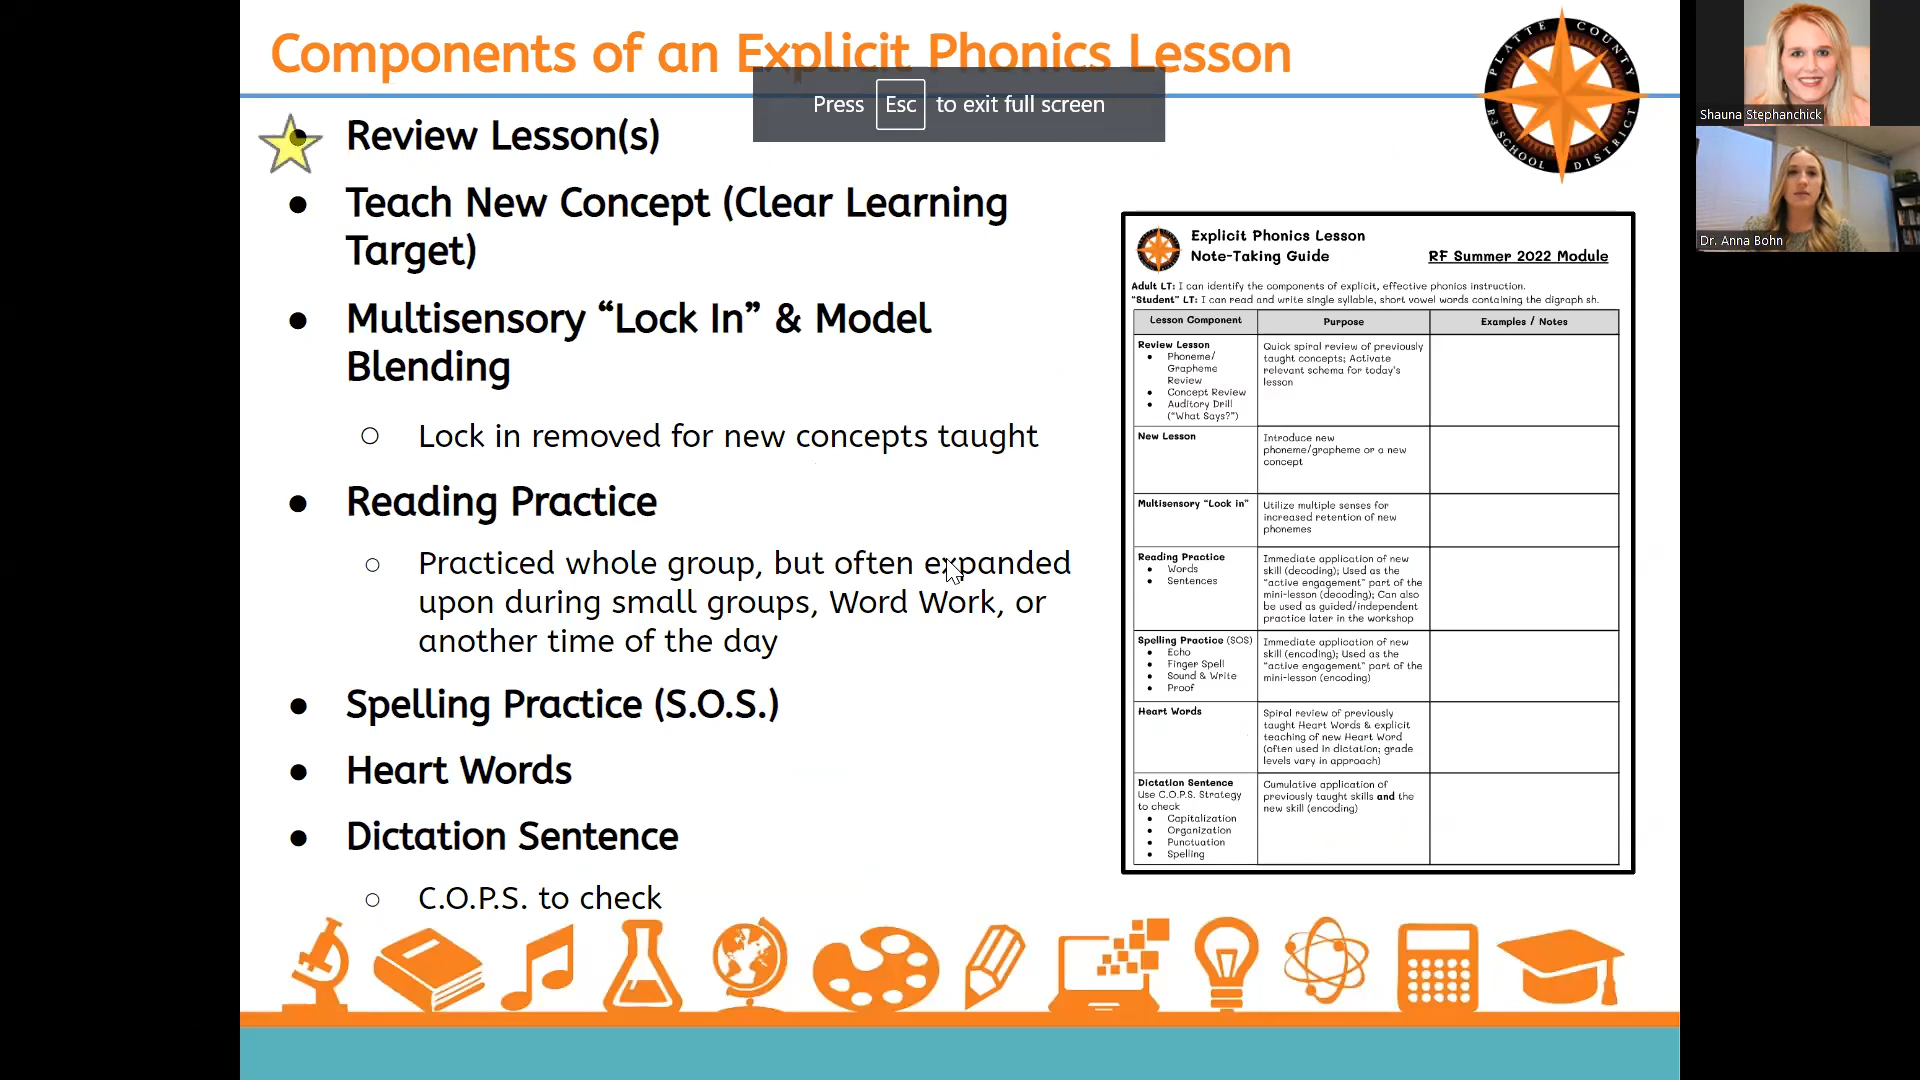 Components of an Explicit Phonics Lesson
Press Esc to exit full screen
PLATTE COUNTY
R3 SCHOOL DISTRICT
Shauna Stephanchick
Dr. Anna Bohn
● Review Lesson(s)
● Teach New Concept (Clear Learning
Target)
● Multisensory “Lock In” & Model
Blending
○ Lock in removed for new concepts taught
● Reading Practice
○ Practiced whole group, but often expanded
upon during small groups, Word Work, or
another time of the day
● Spelling Practice (S.O.S.)
● Heart Words
● Dictation Sentence
○ C.O.P.S. to check
Explicit Phonics Lesson
Note-Taking Guide
RF Summer 2022 Module
Adult LT: I can identify the components of explicit, effective phonics instruction.
“Student” LT: I can read and write single syllable, short vowel words containing the digraph sh.
Lesson Component
Purpose
Examples / Notes
Review Lesson
● Phoneme/
Grapheme
Review
● Concept Review
● Auditory Drill
(“What Says?”)
Quick spiral review of previously
taught concepts; Activate
relevant schema for today's
lesson
New Lesson
Introduce new
phoneme/grapheme or a new
concept
Multisensory “Lock in”
Utilize multiple senses for
increased retention of new
phonemes
Reading Practice
● Words
● Sentences
Immediate application of new
skill (decoding); Used as the
“active engagement” part of the
mini-lesson (decoding); Can also
be used as guided/independent
practice later in the workshop
Spelling Practice (SOS)
● Echo
● Finger Spell
● Sound & Write
● Proof
Immediate application of new
skill (encoding); Used as the
“active engagement” part of the
mini-lesson (encoding)
Heart Words
Spiral review of previously
taught Heart Words & explicit
teaching of new Heart Word
(often used in dictation; grade
levels vary in approach)
Dictation Sentence
Use C.O.P.S. Strategy
to check
● Capitalization
● Organization
● Punctuation
● Spelling
Cumulative application of
previously taught skills and the
new skill (encoding)